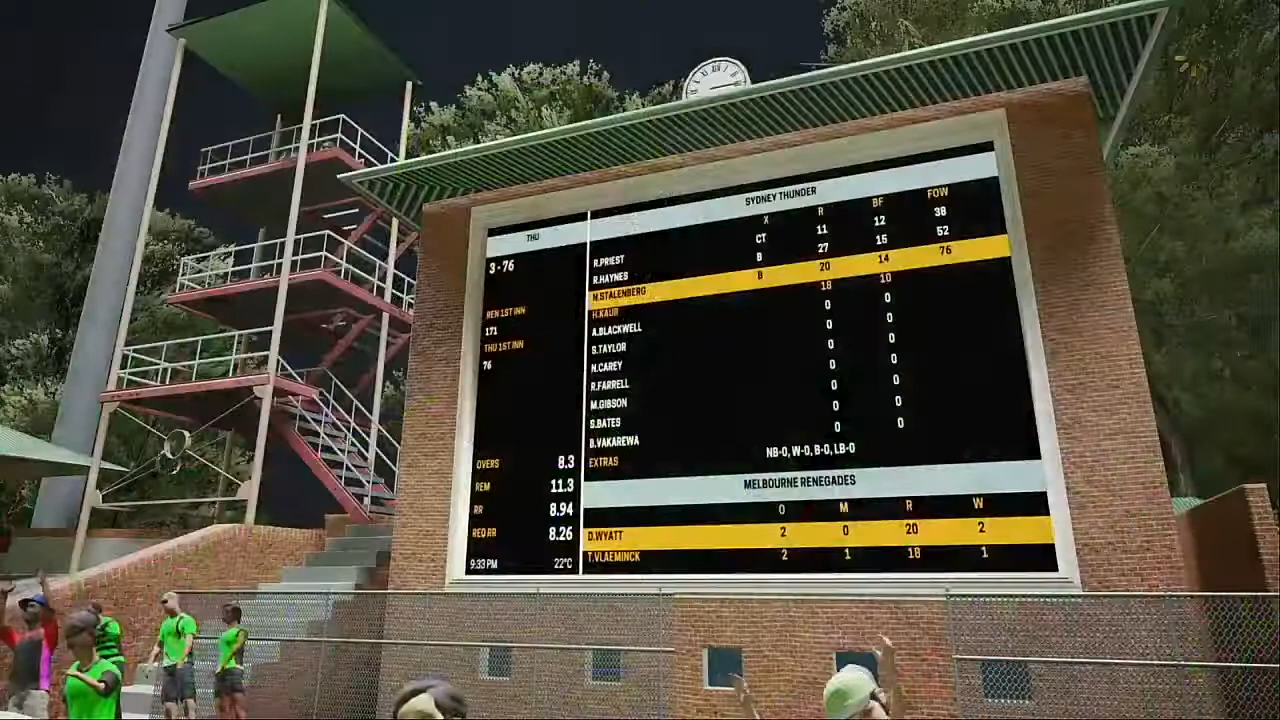 THU
3-76
REN 1ST INN
171
THU 1ST INN
76
OVERS 8.3
REM 11.3
RR 8.94
REQ RR 8.26
9.33 PM 22°C
SYDNEY THUNDER
X R BF FOW
R.PRIEST CT 11 12 38
R.HAYNES B 27 15 52
N.STALENBERG B 20 14 76
H.KAUR 18 10
A.BLACKWELL 0 0
S.TAYLOR 0 0
N.CAREY 0 0
R.FARRELL 0 0
M.GIBSON 0 0
S.BATES 0 0
B.VAKAREWA 0 0
EXTRAS NB-0, W-0, B-0, LB-0
MELBOURNE RENEGADES
O M R W
D.WYATT 2 0 20 2
T.VLAEMINCK 2 1 18 1